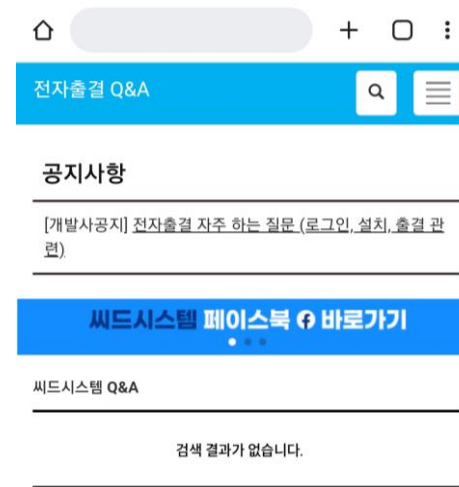 전자출결 Q&A
공지사항
[개발사공지] 전자출결 자주 하는 질문 (로그인, 설치, 출결 관
련)
씨드시스템 페이스북 바로가기
씨드시스템 Q&A
검색 결과가 없습니다.